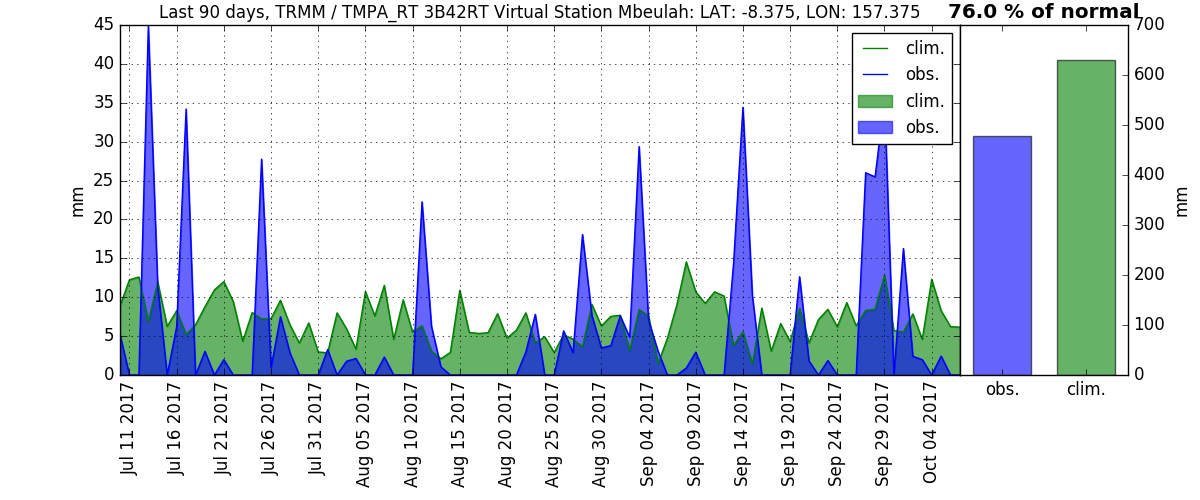 Last 90 days, TRMM / TMPA_RT 3B42RT Virtual Station Mbeulah: LAT: -8.375, LON: 157.375
76.0 % of normal
45
40
35
30
25
20
15
10
5
0
mm
clim.
obs.
clim.
obs.
Jul 11 2017
Jul 16 2017
Jul 21 2017
Jul 26 2017
Jul 31 2017
Aug 05 2017
Aug 10 2017
Aug 15 2017
Aug 20 2017
Aug 25 2017
Aug 30 2017
Sep 04 2017
Sep 09 2017
Sep 14 2017
Sep 19 2017
Sep 24 2017
Sep 29 2017
Oct 04 2017
700
600
500
400
300
200
100
0
mm
obs.
clim.